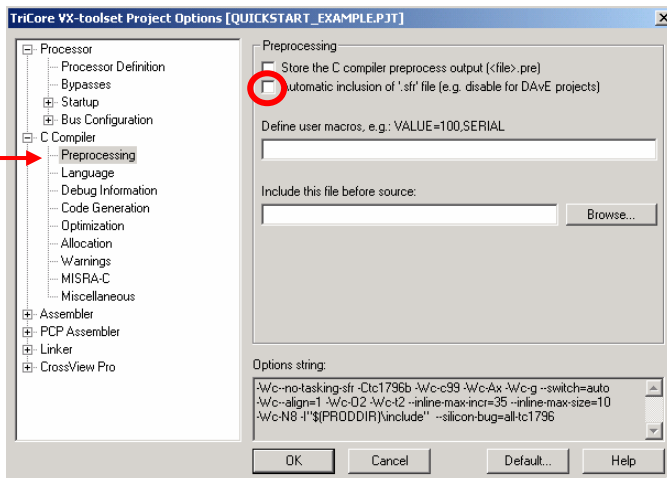 TriCore VX-toolset Project Options [QUICKSTART_EXAMPLE.PJT]
Processor
Processor Definition
Bypasses
Startup
Bus Configuration
C Compiler
Preprocessing
Language
Debug Information
Code Generation
Optimization
Allocation
Warnings
MISRA-C
Miscellaneous
Assembler
PCP Assembler
Linker
CrossView Pro
Preprocessing
Store the C compiler preprocess output (<file>.pre)
Automatic inclusion of '.sfr' file (e.g. disable for DAvE projects)
Define user macros, e.g.: VALUE=100,SERIAL
Include this file before source:
Browse...
Options string:
-Wc--no-tasking-sfr -Ctc1796b -Wc-c99 -Wc-Ax -Wc-g --switch=auto
-Wc--align=1 -Wc-O2 -Wc-t2 --inline-max-incr=35 --inline-max-size=10
-Wc-N8 -I"$(PRODDIR)\include" --silicon-bug=all-tc1796
OK
Cancel
Default...
Help